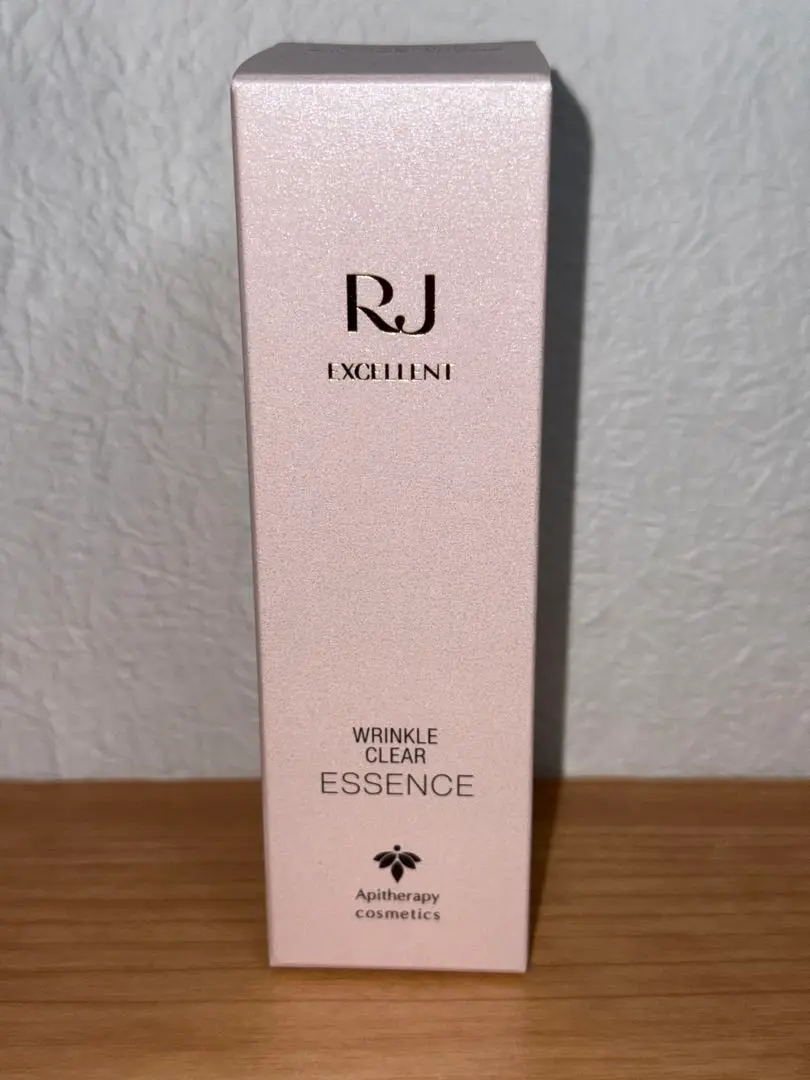 RJ
EXCELLENT
WRINKLE
CLEAR
ESSENCE
Apitherapy
cosmetics